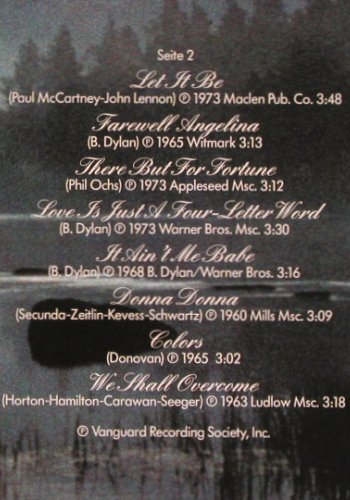 Seite 2
Let It Be
(Paul McCartney-John Lennon) ℗ 1973 Maclen Pub. Co. 3:48
Farewell Angelina
(B. Dylan) ℗ 1965 Witmark 3:13
There But For Fortune
(Phil Ochs) ℗ 1973 Appleseed Msc. 3:12
Love Is Just A Four-Letter Word
(B. Dylan) ℗ 1973 Warner Bros. Msc. 3:30
It Ain't Me Babe
(B. Dylan) ℗ 1968 B. Dylan/Warner Bros. 3:16
Donna Donna
(Secunda-Zeitlin-Kevess-Schwartz) ℗ 1960 Mills Msc. 3:09
Colors
(Donovan) ℗ 1965 3:02
We Shall Overcome
(Horton-Hamilton-Carawan-Seeger) ℗ 1963 Ludlow Msc. 3:18
℗ Vanguard Recording Society, Inc.